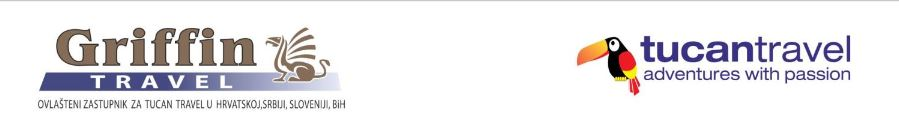 Griffin
TRAVEL
OVLAŠTENI ZASTUPNIK ZA TUCAN TRAVEL U HRVATSKOJ,SRBIJI, SLOVENIJI, BiH
tucantravel
adventures with passion